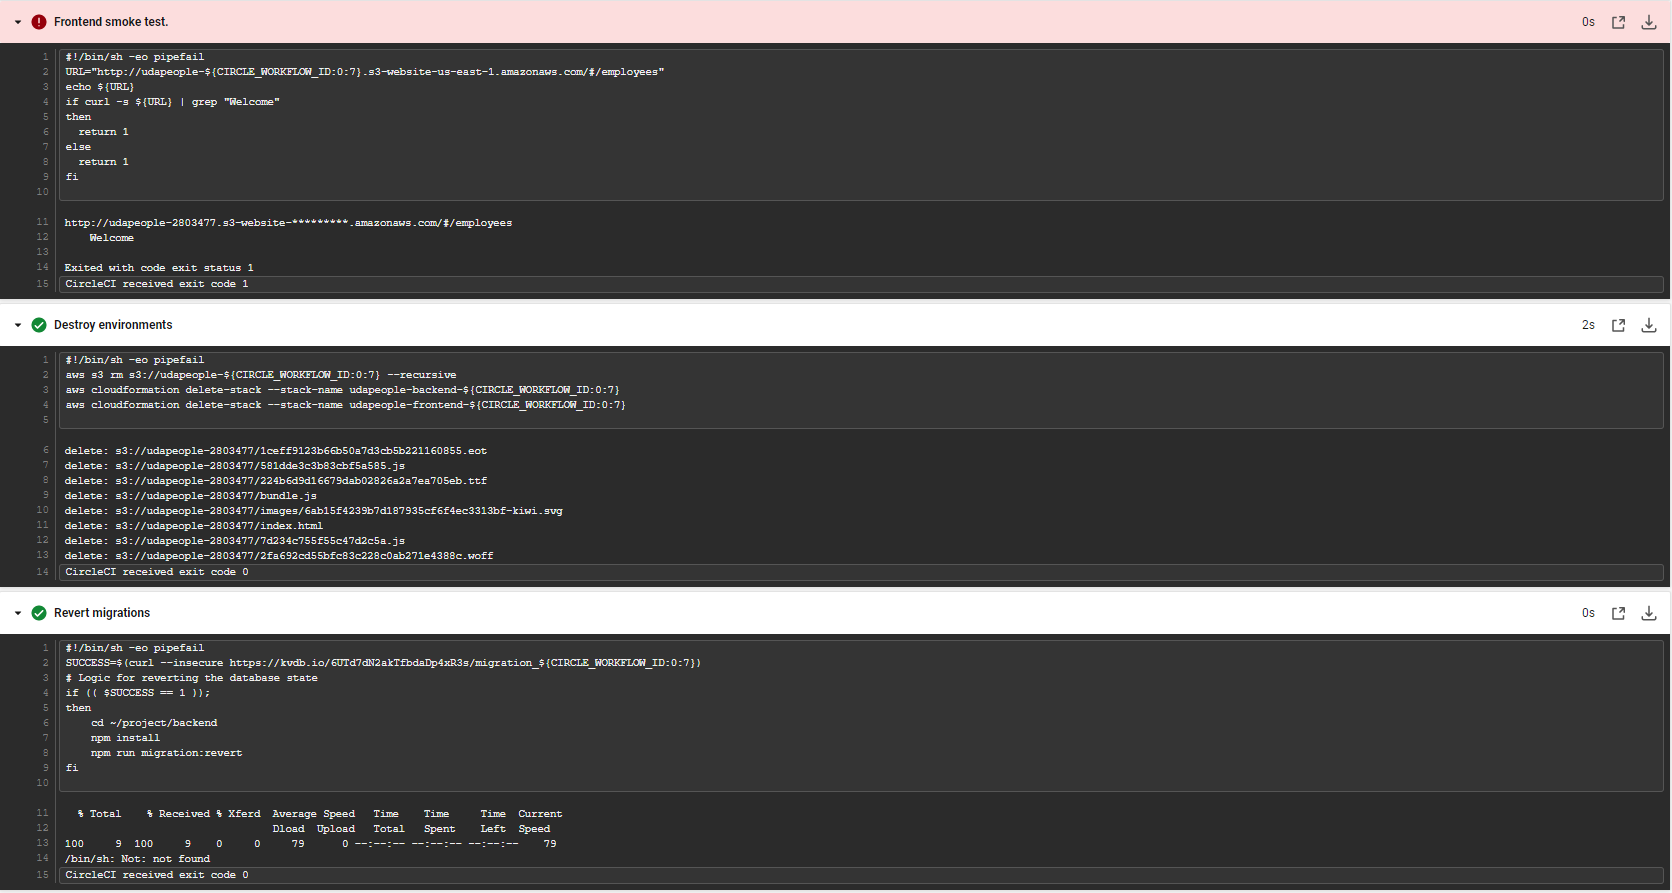 Frontend smoke test.
0s
1 #!/bin/sh -eo pipefail
2 URL="http://udapeople-${CIRCLE_WORKFLOW_ID:0:7}.s3-website-us-east-1.amazonaws.com/#/employees"
3 echo ${URL}
4 if curl -s ${URL} | grep "Welcome"
5 then
6 return 1
7 else
8 return 1
9 fi
10
11 http://udapeople-2803477.s3-website-*********.amazonaws.com/#/employees
12 Welcome
13
14 Exited with code exit status 1
15 CircleCI received exit code 1
Destroy environments
2s
1 #!/bin/sh -eo pipefail
2 aws s3 rm s3://udapeople-${CIRCLE_WORKFLOW_ID:0:7} --recursive
3 aws cloudformation delete-stack --stack-name udapeople-backend-${CIRCLE_WORKFLOW_ID:0:7}
4 aws cloudformation delete-stack --stack-name udapeople-frontend-${CIRCLE_WORKFLOW_ID:0:7}
5
6 delete: s3://udapeople-2803477/1ceff9123b66b50a7d3cb5b221160855.eot
7 delete: s3://udapeople-2803477/581dde3c3b83cbf5a585.js
8 delete: s3://udapeople-2803477/224b6d9d16679dab02826a2a7ea705eb.ttf
9 delete: s3://udapeople-2803477/bundle.js
10 delete: s3://udapeople-2803477/images/6ab15f4239b7d187935cf6f4ec3313bf-kiwi.svg
11 delete: s3://udapeople-2803477/index.html
12 delete: s3://udapeople-2803477/7d234c755f55c47d2c5a.js
13 delete: s3://udapeople-2803477/2fa692cd55bfc83c228c0ab271e4388c.woff
14 CircleCI received exit code 0
Revert migrations
0s
1 #!/bin/sh -eo pipefail
2 SUCCESS=$(curl --insecure https://kvdb.io/6UTd7dN2akTfbdaDp4xR3s/migration_${CIRCLE_WORKFLOW_ID:0:7})
3 # Logic for reverting the database state
4 if (( $SUCCESS == 1 ));
5 then
6 cd ~/project/backend
7 npm install
8 npm run migration:revert
9 fi
10
11 % Total % Received % Xferd Average Speed Time Time Time Current
12 Dload Upload Total Spent Left Speed
13 100 9 100 9 0 0 79 0 --:--:-- --:--:-- --:--:-- 79
14 /bin/sh: Not: not found
15 CircleCI received exit code 0